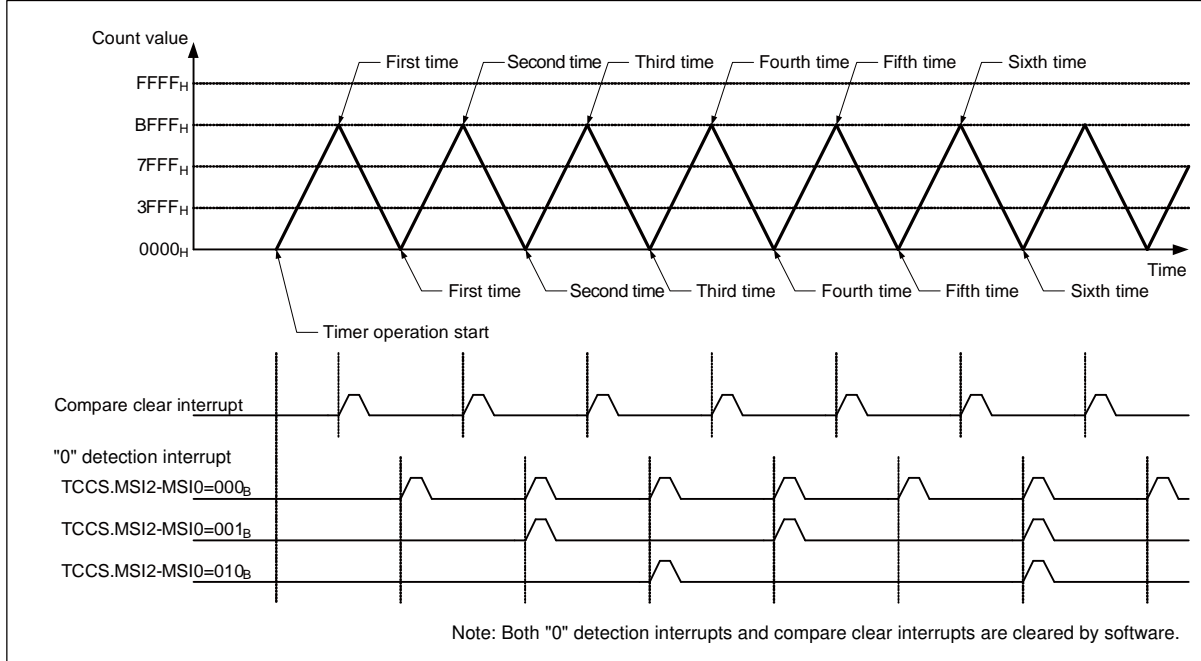 Count value
First time Second time Third time Fourth time Fifth time Sixth time
FFFFH
BFFFH
7FFFH
3FFFH
0000H
Time
First time Second time Third time Fourth time Fifth time Sixth time
Timer operation start
Compare clear interrupt
"0" detection interrupt
TCCS.MSI2-MSI0=000B
TCCS.MSI2-MSI0=001B
TCCS.MSI2-MSI0=010B
Note: Both "0" detection interrupts and compare clear interrupts are cleared by software.